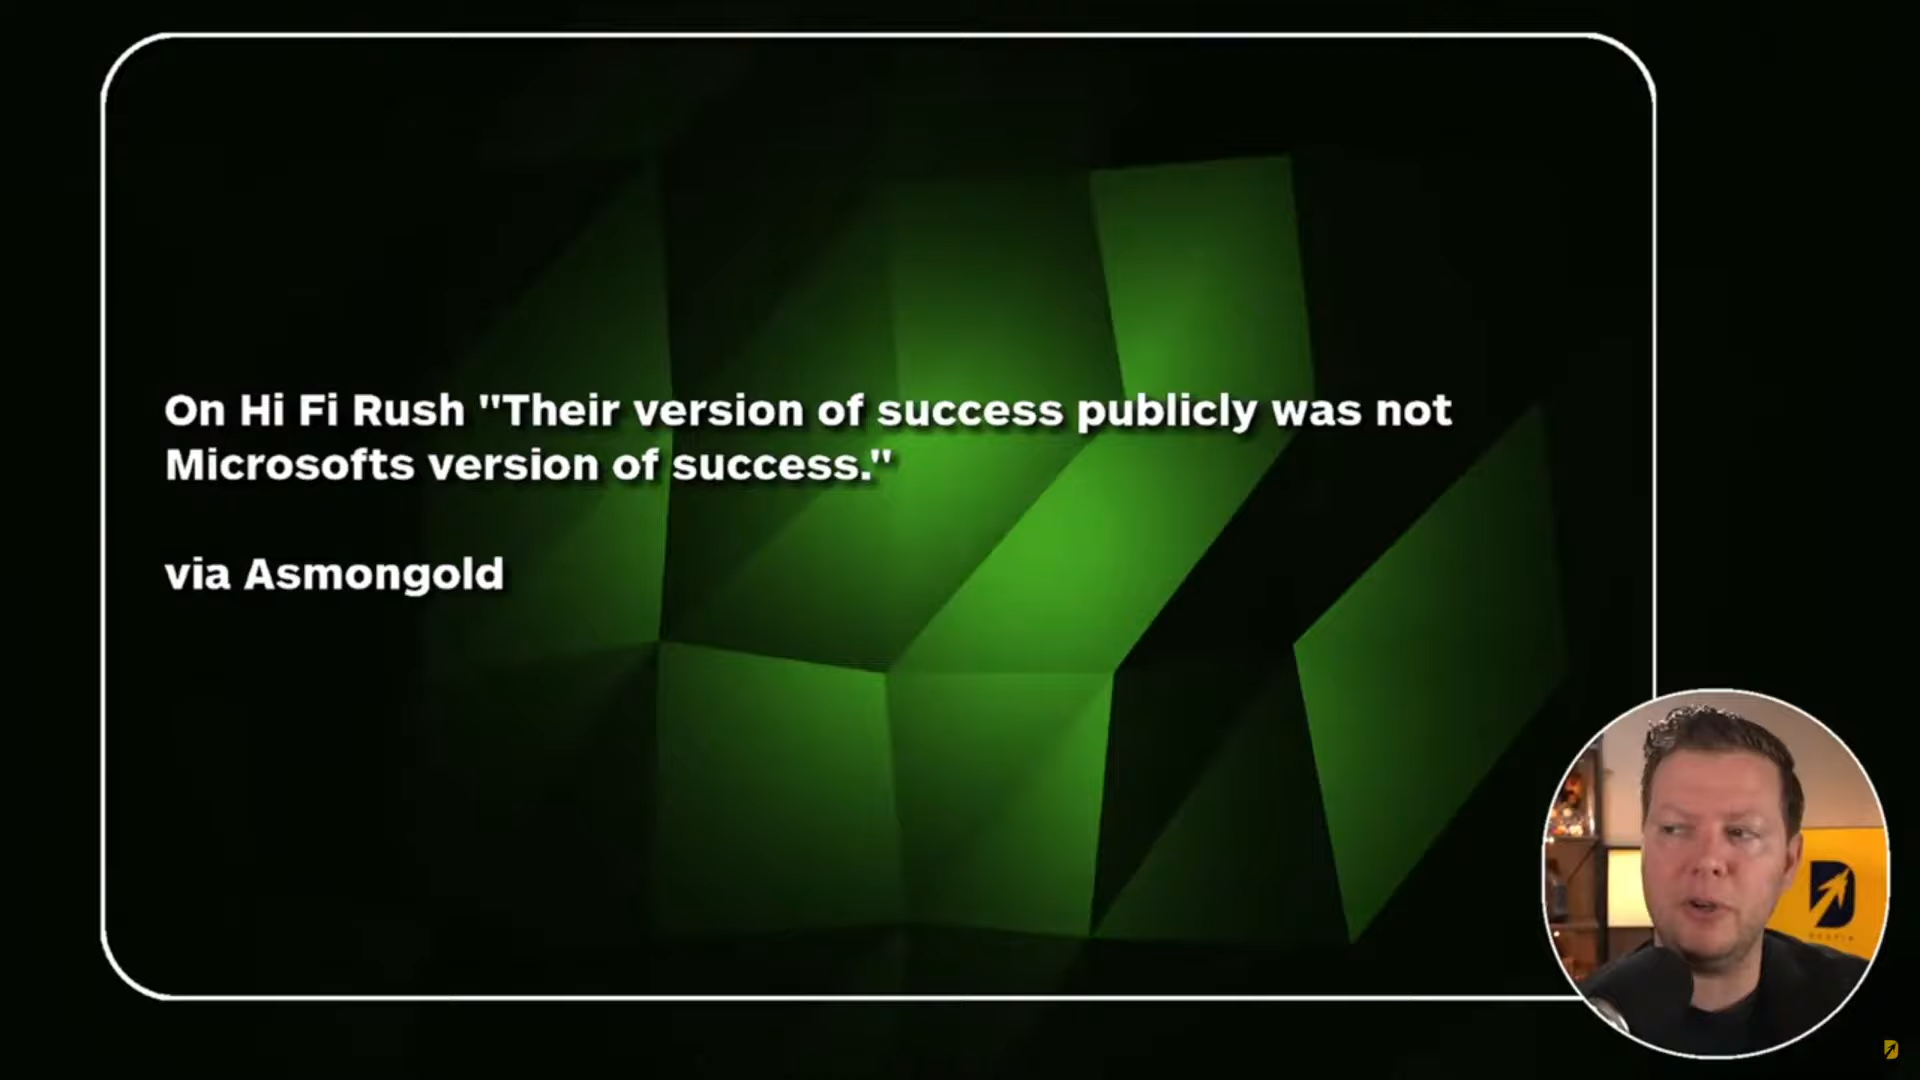 On Hi Fi Rush "Their version of success publicly was not
Microsofts version of success."
via Asmongold
D